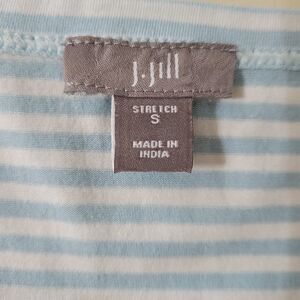 J.Jill
STRETCH
S
MADE IN
INDIA